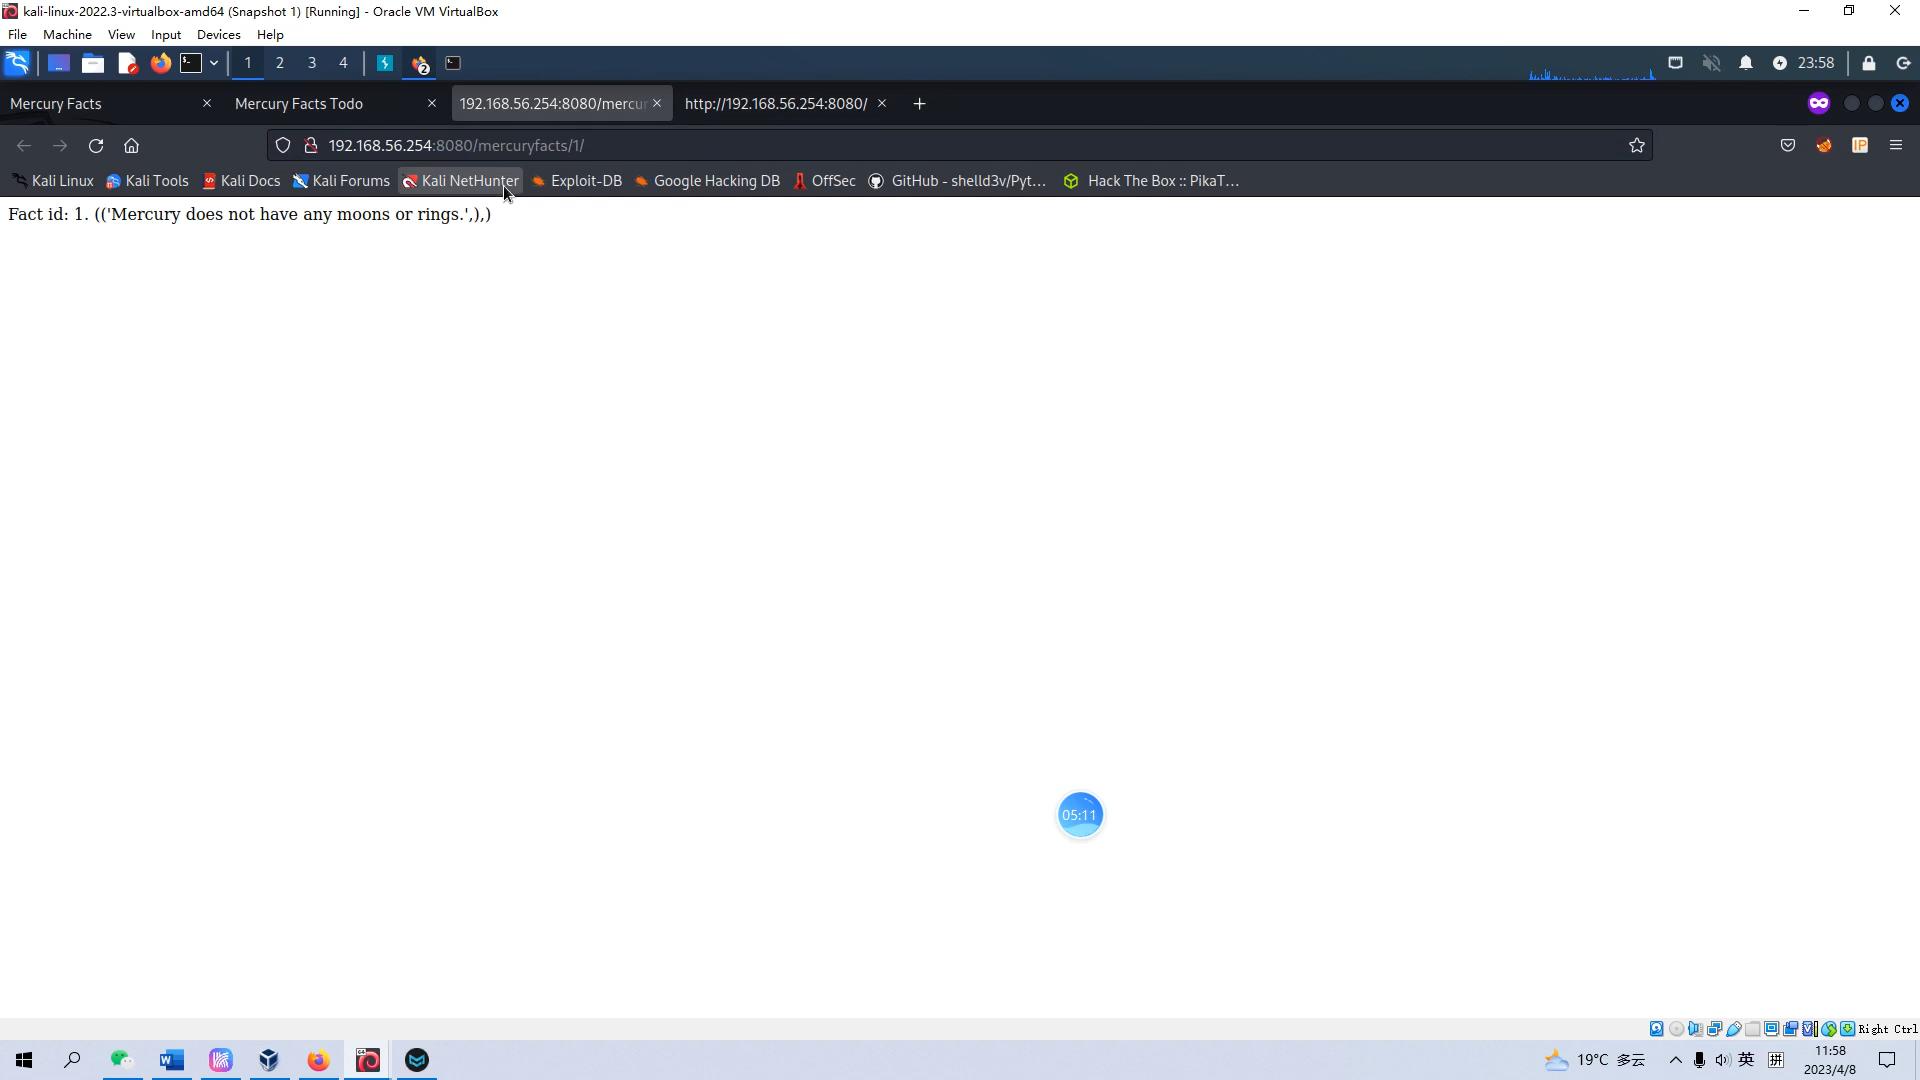 kali-linux-2022.3-virtualbox-amd64 (Snapshot 1) [Running] - Oracle VM VirtualBox
File Machine View Input Devices Help
1 2 3 4 2 23:58
Mercury Facts Mercury Facts Todo 192.168.56.254:8080/mercur http://192.168.56.254:8080/
192.168.56.254:8080/mercuryfacts/1/ IP
Kali Linux Kali Tools Kali Docs Kali Forums Kali NetHunter Exploit-DB Google Hacking DB OffSec GitHub - shelld3v/Pyt... Hack The Box :: PikaT...
Fact id: 1. (('Mercury does not have any moons or rings.',),)
05:11
Right Ctrl
19°C 多云 英 拼 11:58
2023/4/8